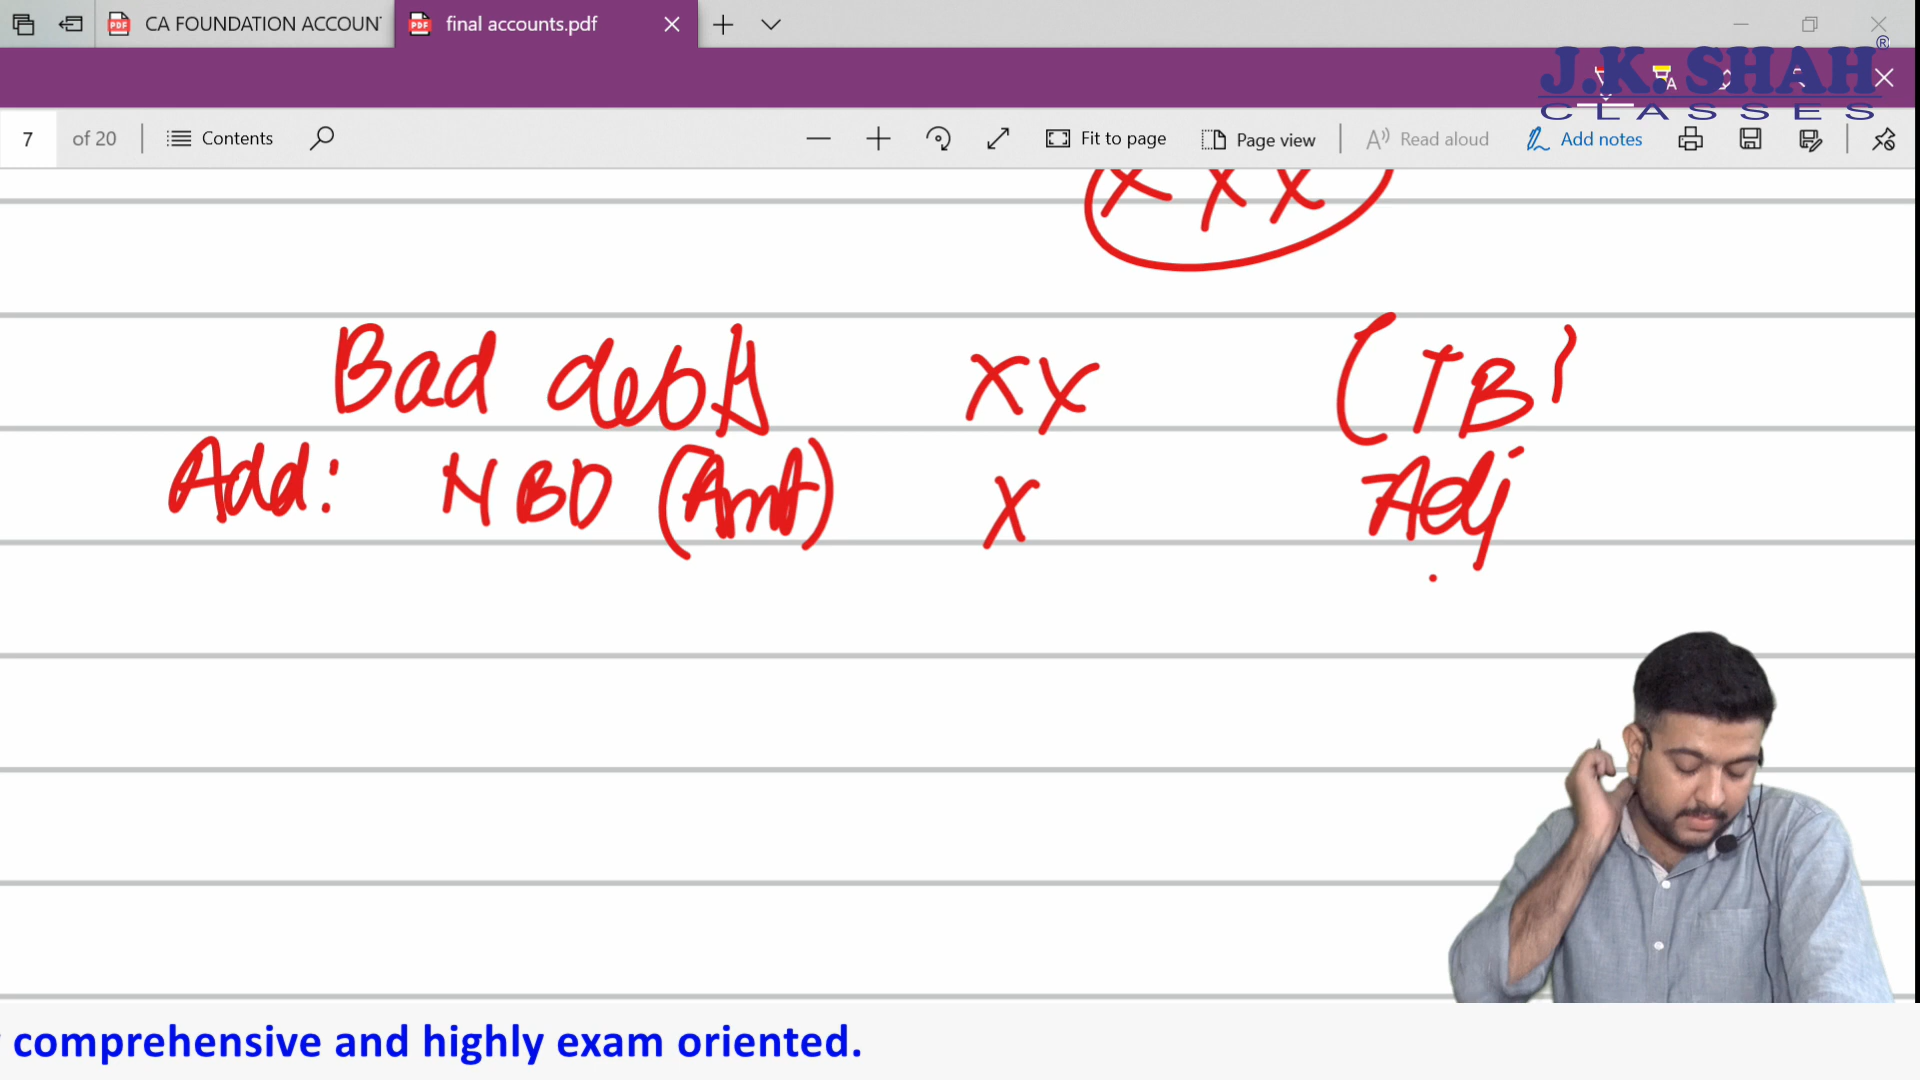 CA FOUNDATION ACCOUN
final accounts.pdf
J.K. SHAH®
CLASSES
7 of 20 Contents Fit to page Page view Read aloud Add notes
x x x
Bad debts xx (TB)
Add: NBD (Amt) x Adj
comprehensive and highly exam oriented.